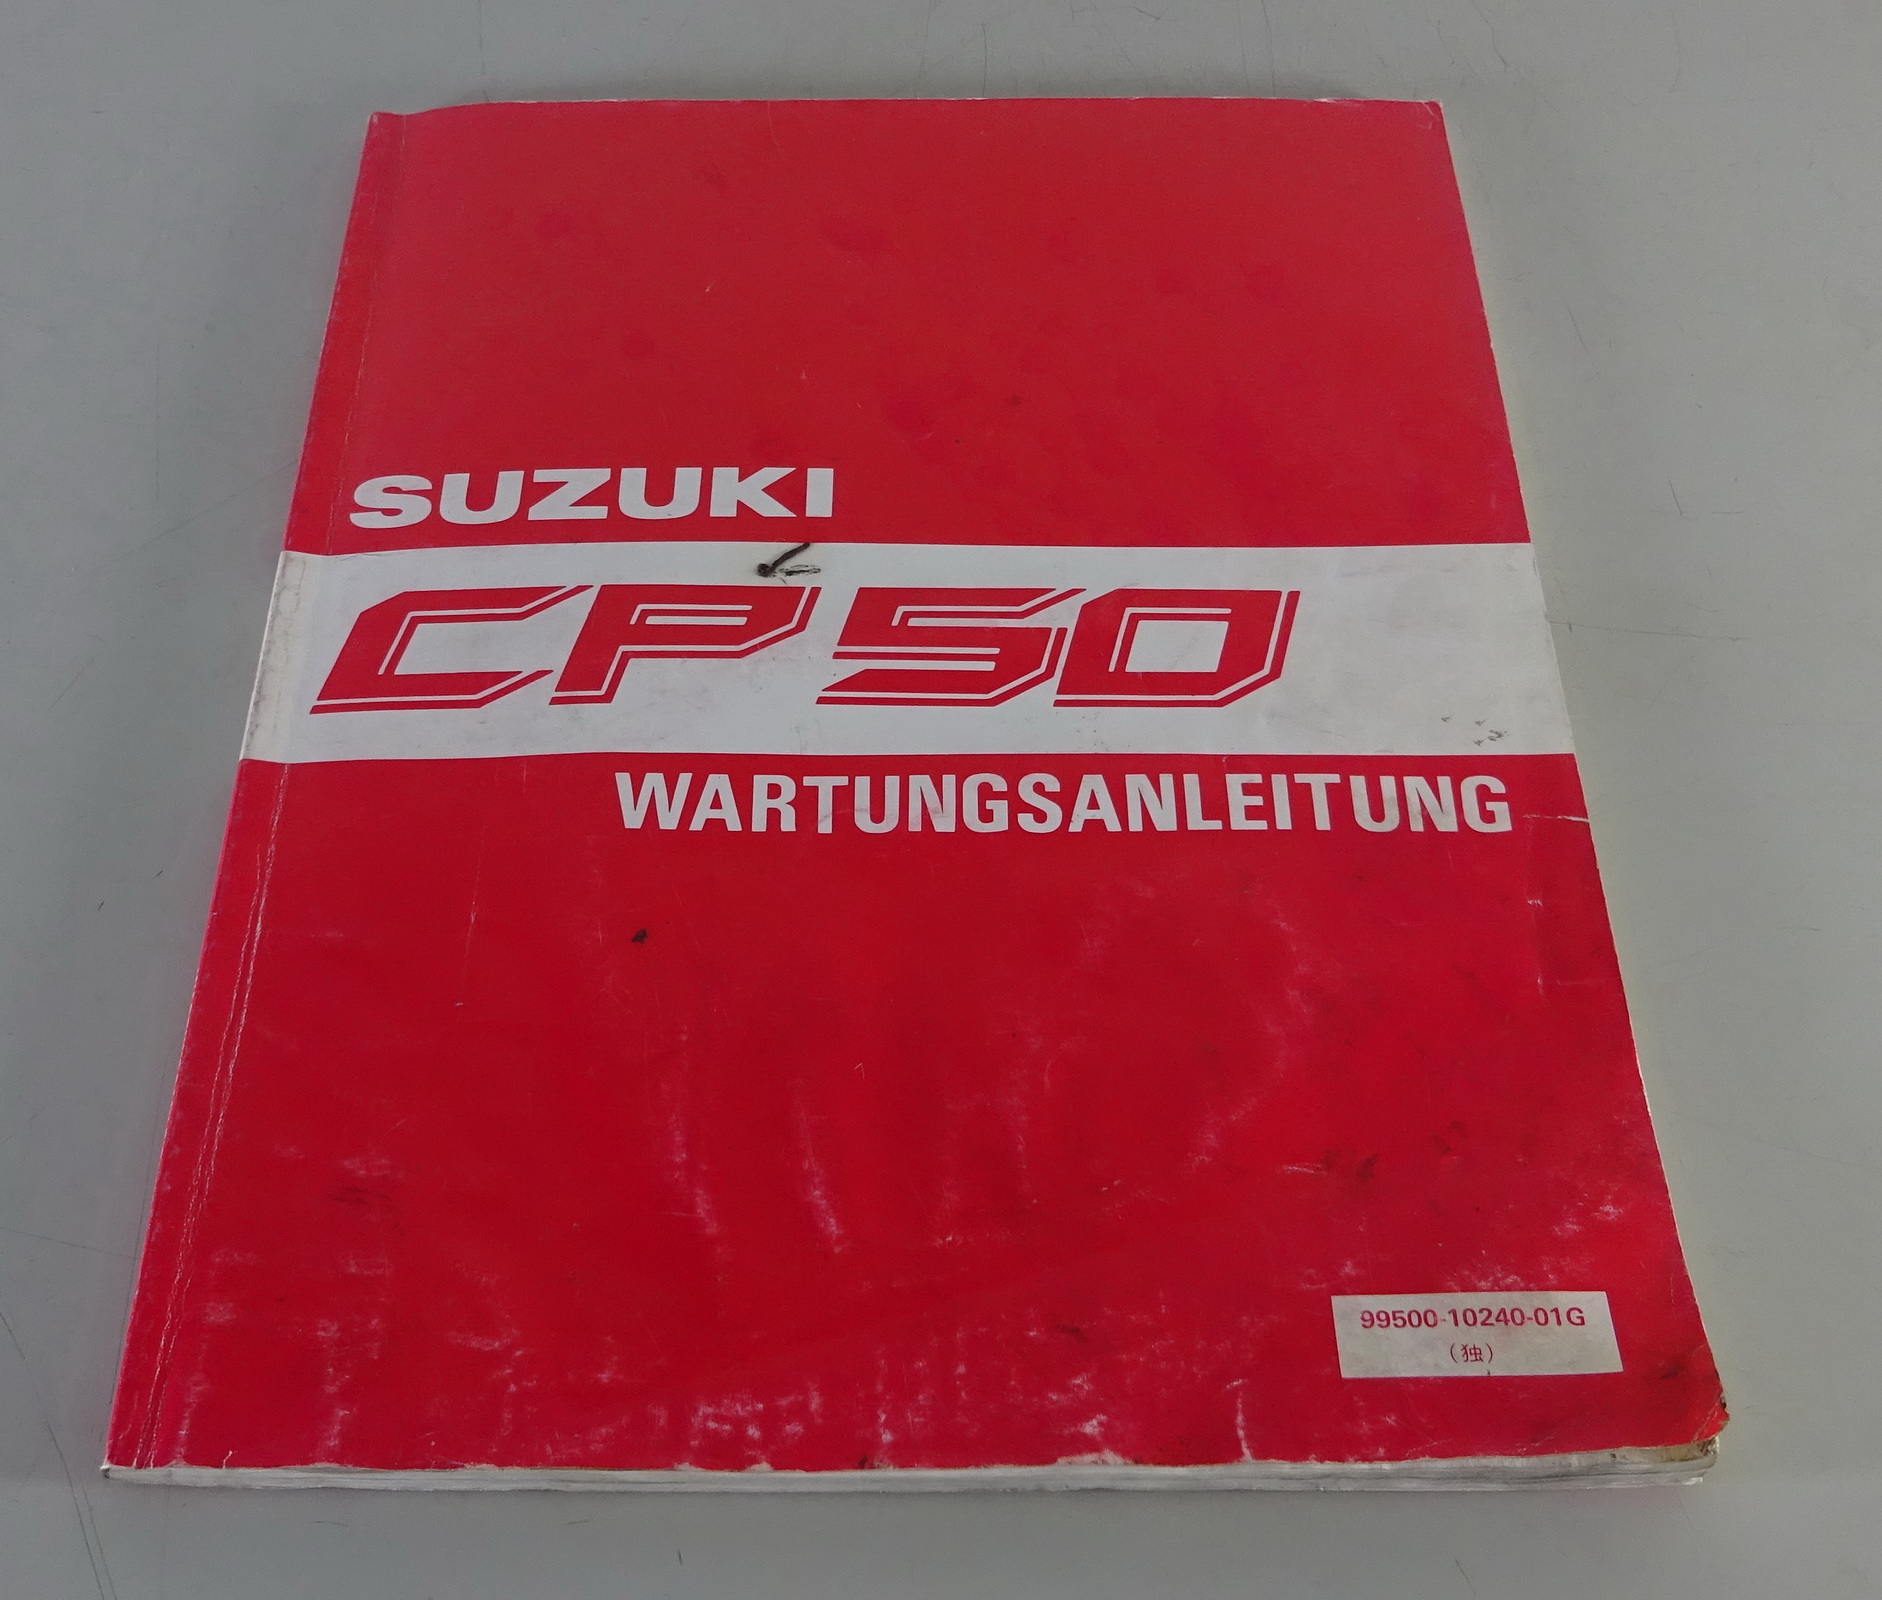 SUZUKI
CP50
WARTUNGSANLEITUNG
99500-10240-01G
(独)